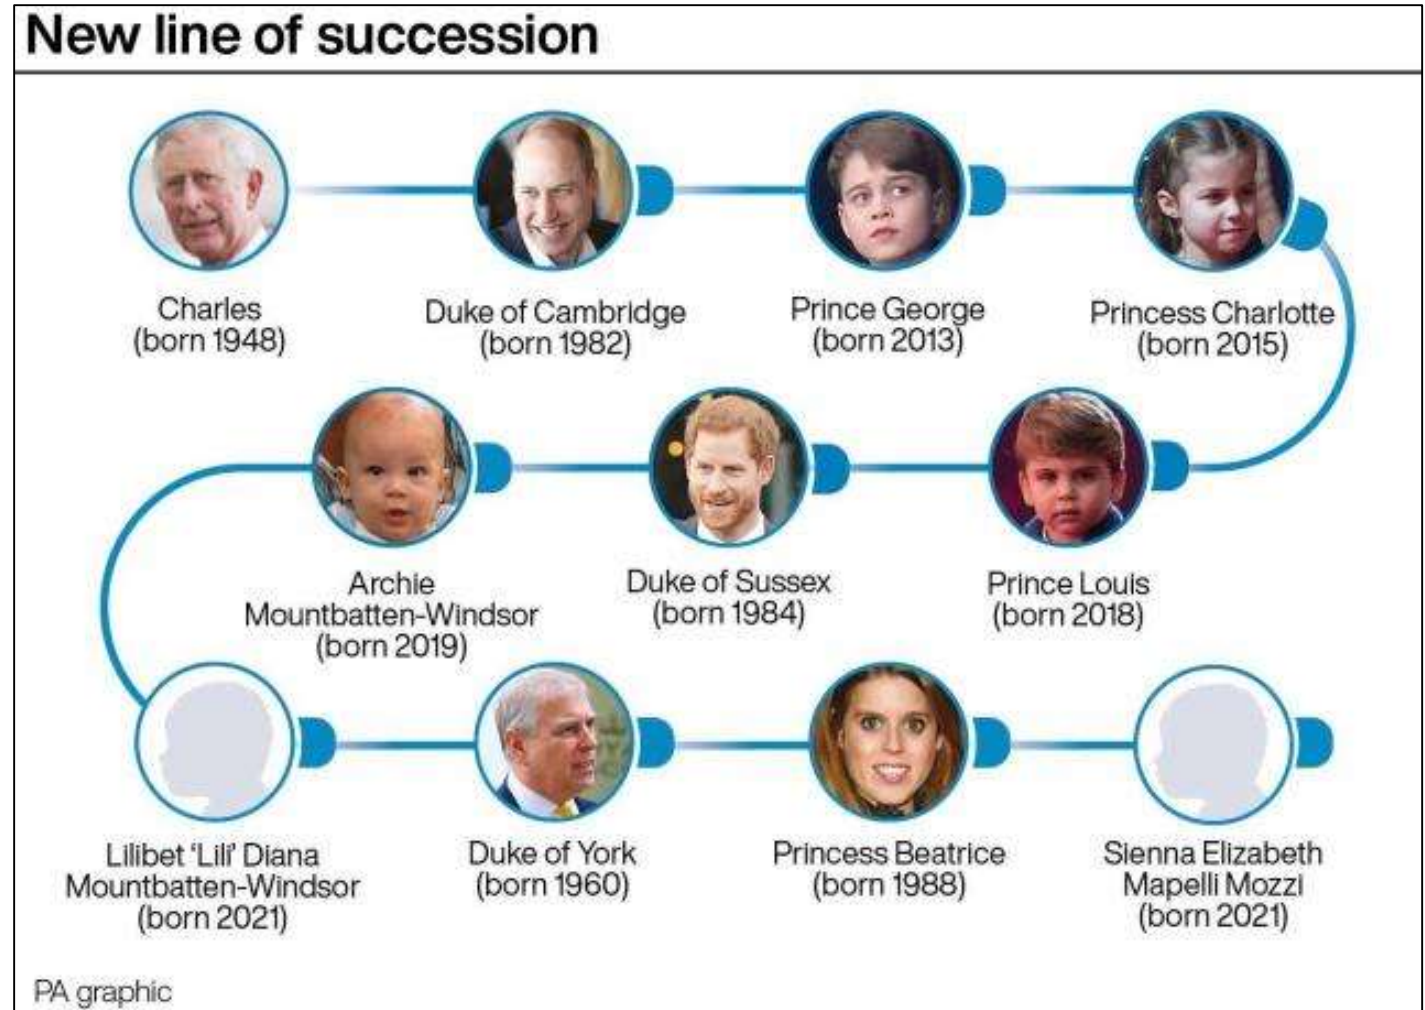 New line of succession
Charles
(born 1948)
Duke of Cambridge
(born 1982)
Prince George
(born 2013)
Princess Charlotte
(born 2015)
Archie
Mountbatten-Windsor
(born 2019)
Duke of Sussex
(born 1984)
Prince Louis
(born 2018)
Lilibet ‘Lili’ Diana
Mountbatten-Windsor
(born 2021)
Duke of York
(born 1960)
Princess Beatrice
(born 1988)
Sienna Elizabeth
Mapelli Mozzi
(born 2021)
PA graphic